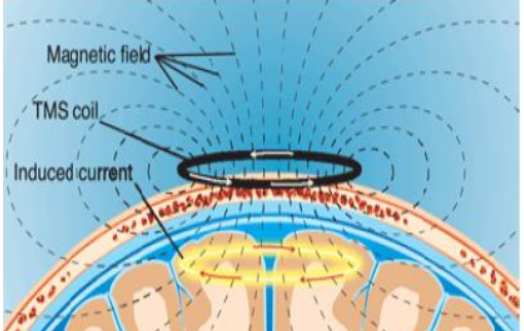 Magnetic field
TMS coil
Induced current